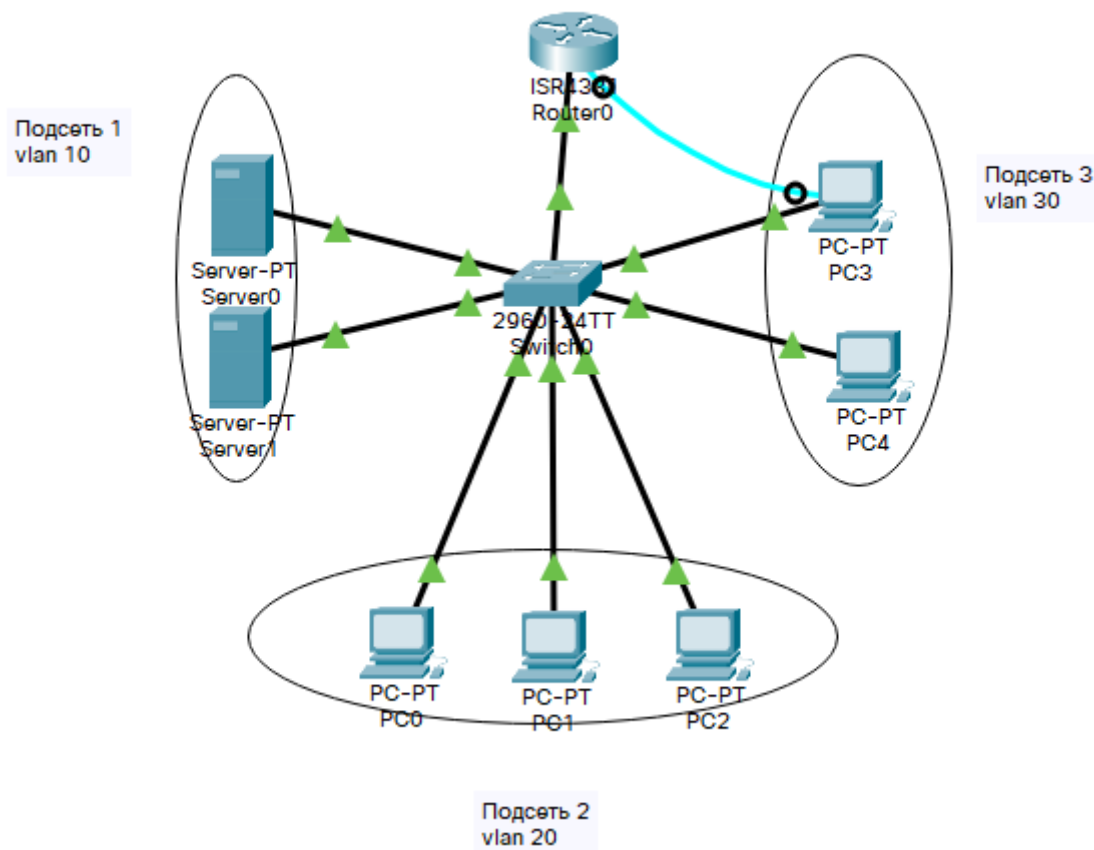 ISR4331
Router0
Подсеть 1
vlan 10
Подсеть 3
vlan 30
Server-PT
Server0
PC-PT
PC3
2960-24TT
Switch0
Server-PT
Server1
PC-PT
PC4
PC-PT
PC0
PC-PT
PC1
PC-PT
PC2
Подсеть 2
vlan 20